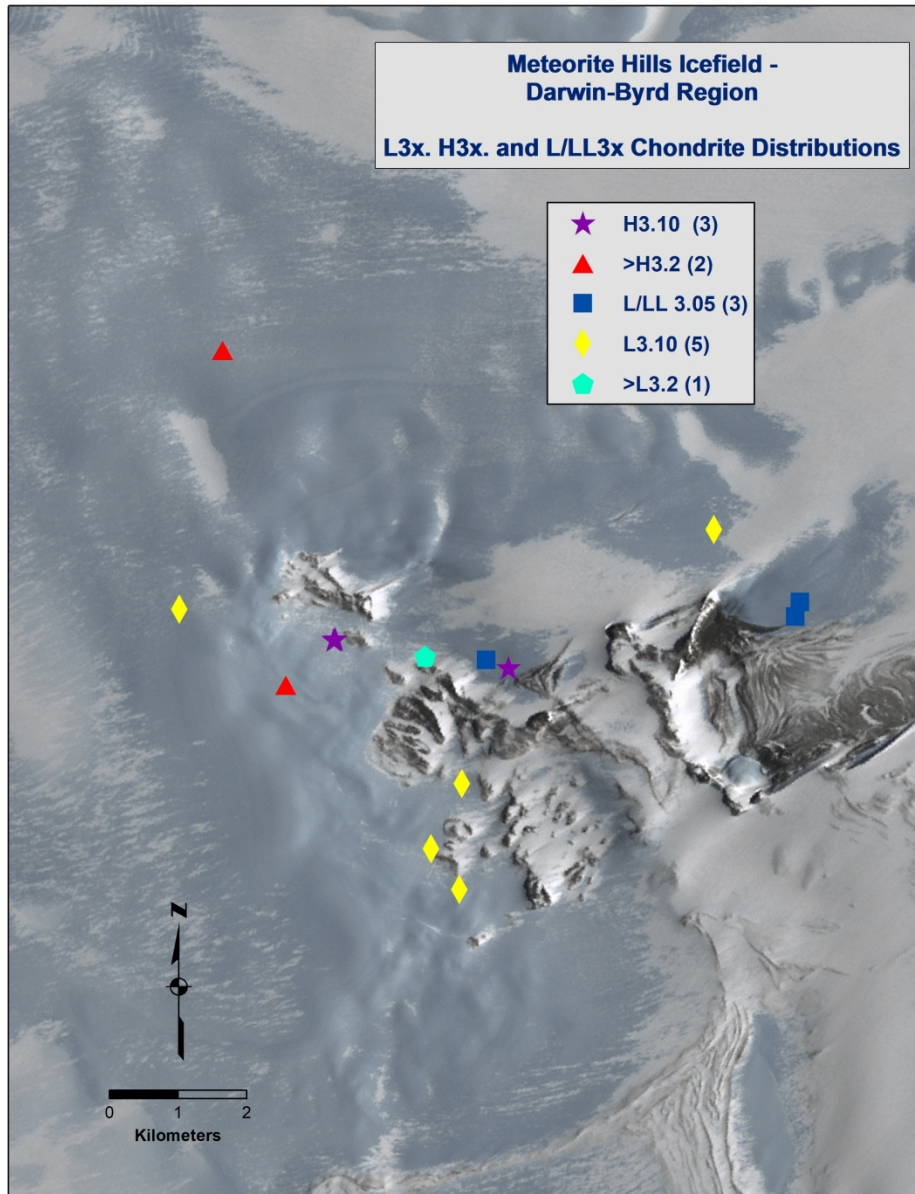 Meteorite Hills Icefield -
Darwin-Byrd Region
L3x. H3x. and L/LL3x Chondrite Distributions
H3.10 (3)
>H3.2 (2)
L/LL 3.05 (3)
L3.10 (5)
>L3.2 (1)
N
0 1 2
Kilometers